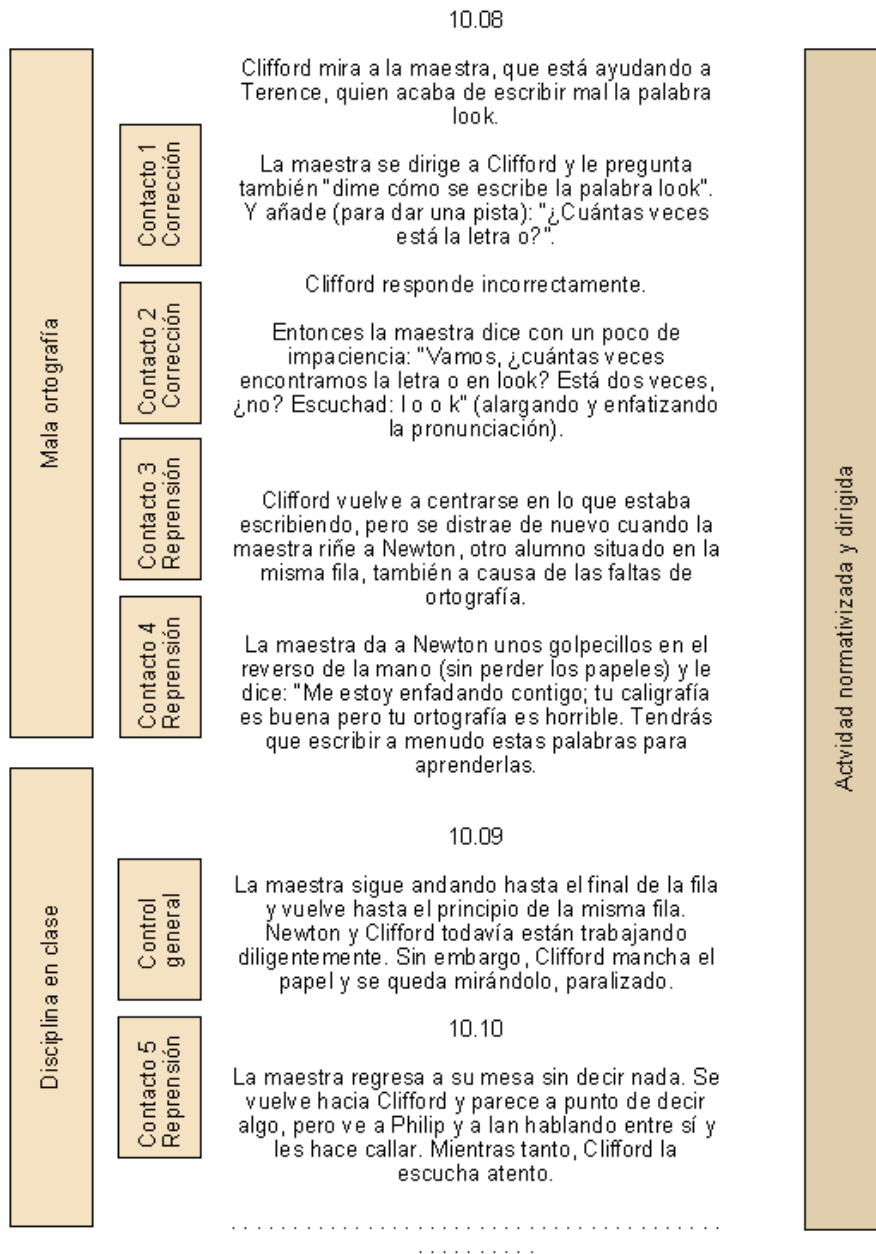 10.08
Clifford mira a la maestra, que está ayudando a
Terence, quien acaba de escribir mal la palabra
look.
La maestra se dirige a Clifford y le pregunta
también "dime cómo se escribe la palabra look".
Y añade (para dar una pista): "¿Cuántas veces
está la letra o?".
Clifford responde incorrectamente.
Entonces la maestra dice con un poco de
impaciencia: "Vamos, ¿cuántas veces
encontramos la letra o en look? Está dos veces,
¿no? Escuchad: l o o k" (alargando y enfatizando
la pronunciación).
Clifford vuelve a centrarse en lo que estaba
escribiendo, pero se distrae de nuevo cuando la
maestra riñe a Newton, otro alumno situado en la
misma fila, también a causa de las faltas de
ortografía.
La maestra da a Newton unos golpecillos en el
reverso de la mano (sin perder los papeles) y le
dice: "Me estoy enfadando contigo; tu caligrafía
es buena pero tu ortografía es horrible. Tendrás
que escribir a menudo estas palabras para
aprenderlas.
10.09
La maestra sigue andando hasta el final de la fila
y vuelve hasta el principio de la misma fila.
Newton y Clifford todavía están trabajando
diligentemente. Sin embargo, Clifford mancha el
papel y se queda mirándolo, paralizado.
10.10
La maestra regresa a su mesa sin decir nada. Se
vuelve hacia Clifford y parece a punto de decir
algo, pero ve a Philip y a Ian hablando entre sí y
les hace callar. Mientras tanto, Clifford la
escucha atento.
Mala ortografía
Disciplina en clase
Contacto 1
Corrección
Contacto 2
Corrección
Contacto 3
Reprensión
Contacto 4
Reprensión
Control
general
Contacto 5
Reprensión
Actvidad normativizada y dirigida